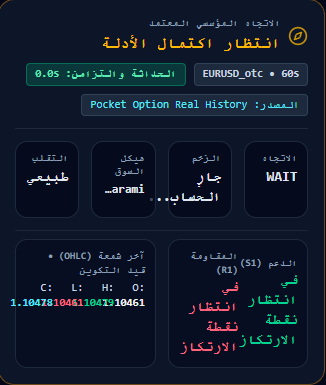 الاتجاه المؤسسي المعتمد
انتظار اكتمال الأدلة
EURUSD_otc • 60s
الحداثة والتزامن: 0.0s
المصدر: Pocket Option Real History
الاتجاه
WAIT
الزخم
جارٍ
الحساب...
هيكل
السوق
arami…
التقلب
طبيعي
الدعم (S1)
في
انتظار
نقطة
الارتكاز
المقاومة
(R1)
في
انتظار
نقطة
الارتكاز
آخر شمعة (OHLC) •
قيد التكوين
O: H: L: C: